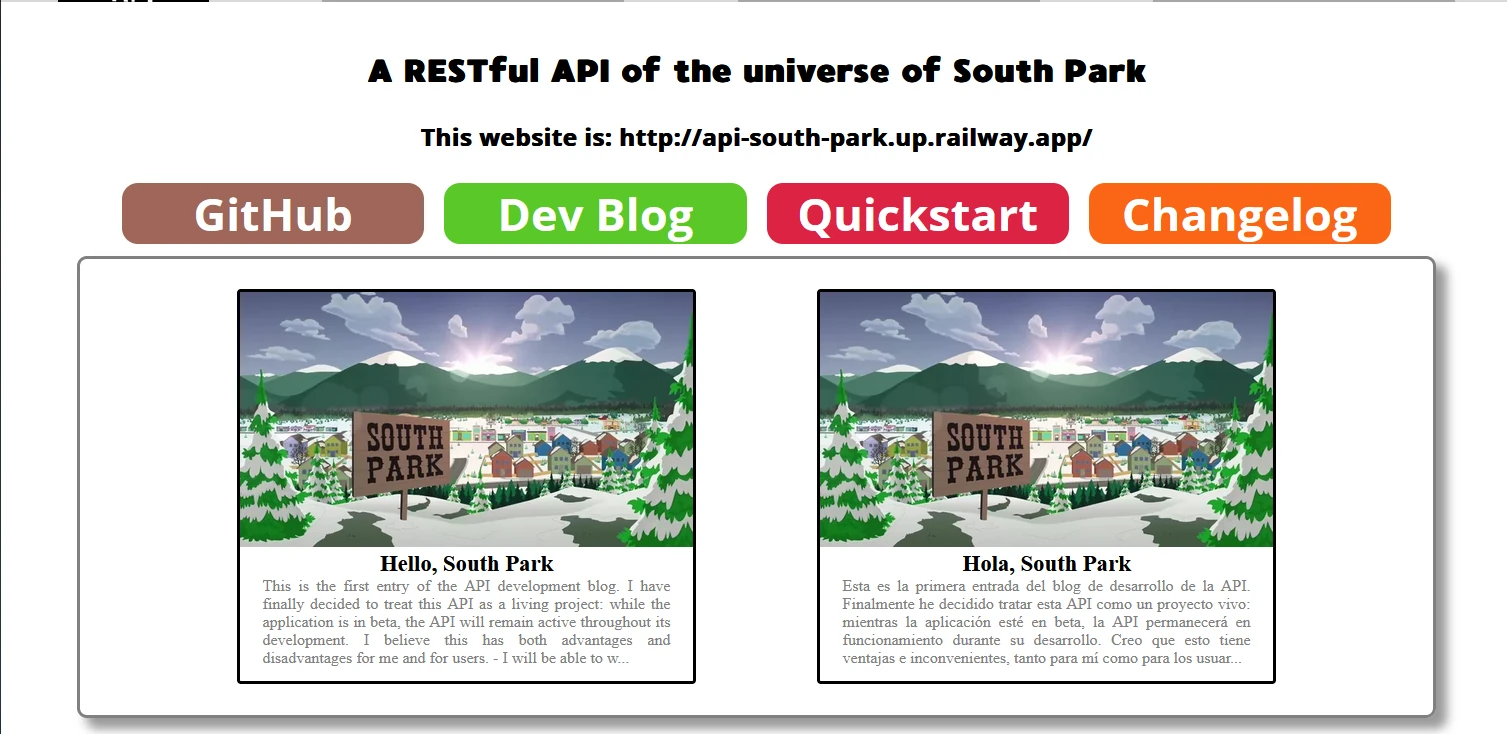 A RESTful API of the universe of South Park
This website is: http://api-south-park.up.railway.app/
GitHub
Dev Blog
Quickstart
Changelog
SOUTH
PARK
Hello, South Park
This is the first entry of the API development blog. I have
finally decided to treat this API as a living project: while the
application is in beta, the API will remain active throughout its
development. I believe this has both advantages and
disadvantages for me and for users. - I will be able to w...
SOUTH
PARK
Hola, South Park
Esta es la primera entrada del blog de desarrollo de la API.
Finalmente he decidido tratar esta API como un proyecto vivo:
mientras la aplicación esté en beta, la API permanecerá en
funcionamiento durante su desarrollo. Creo que esto tiene
ventajas e inconvenientes, tanto para mí como para los usuar...